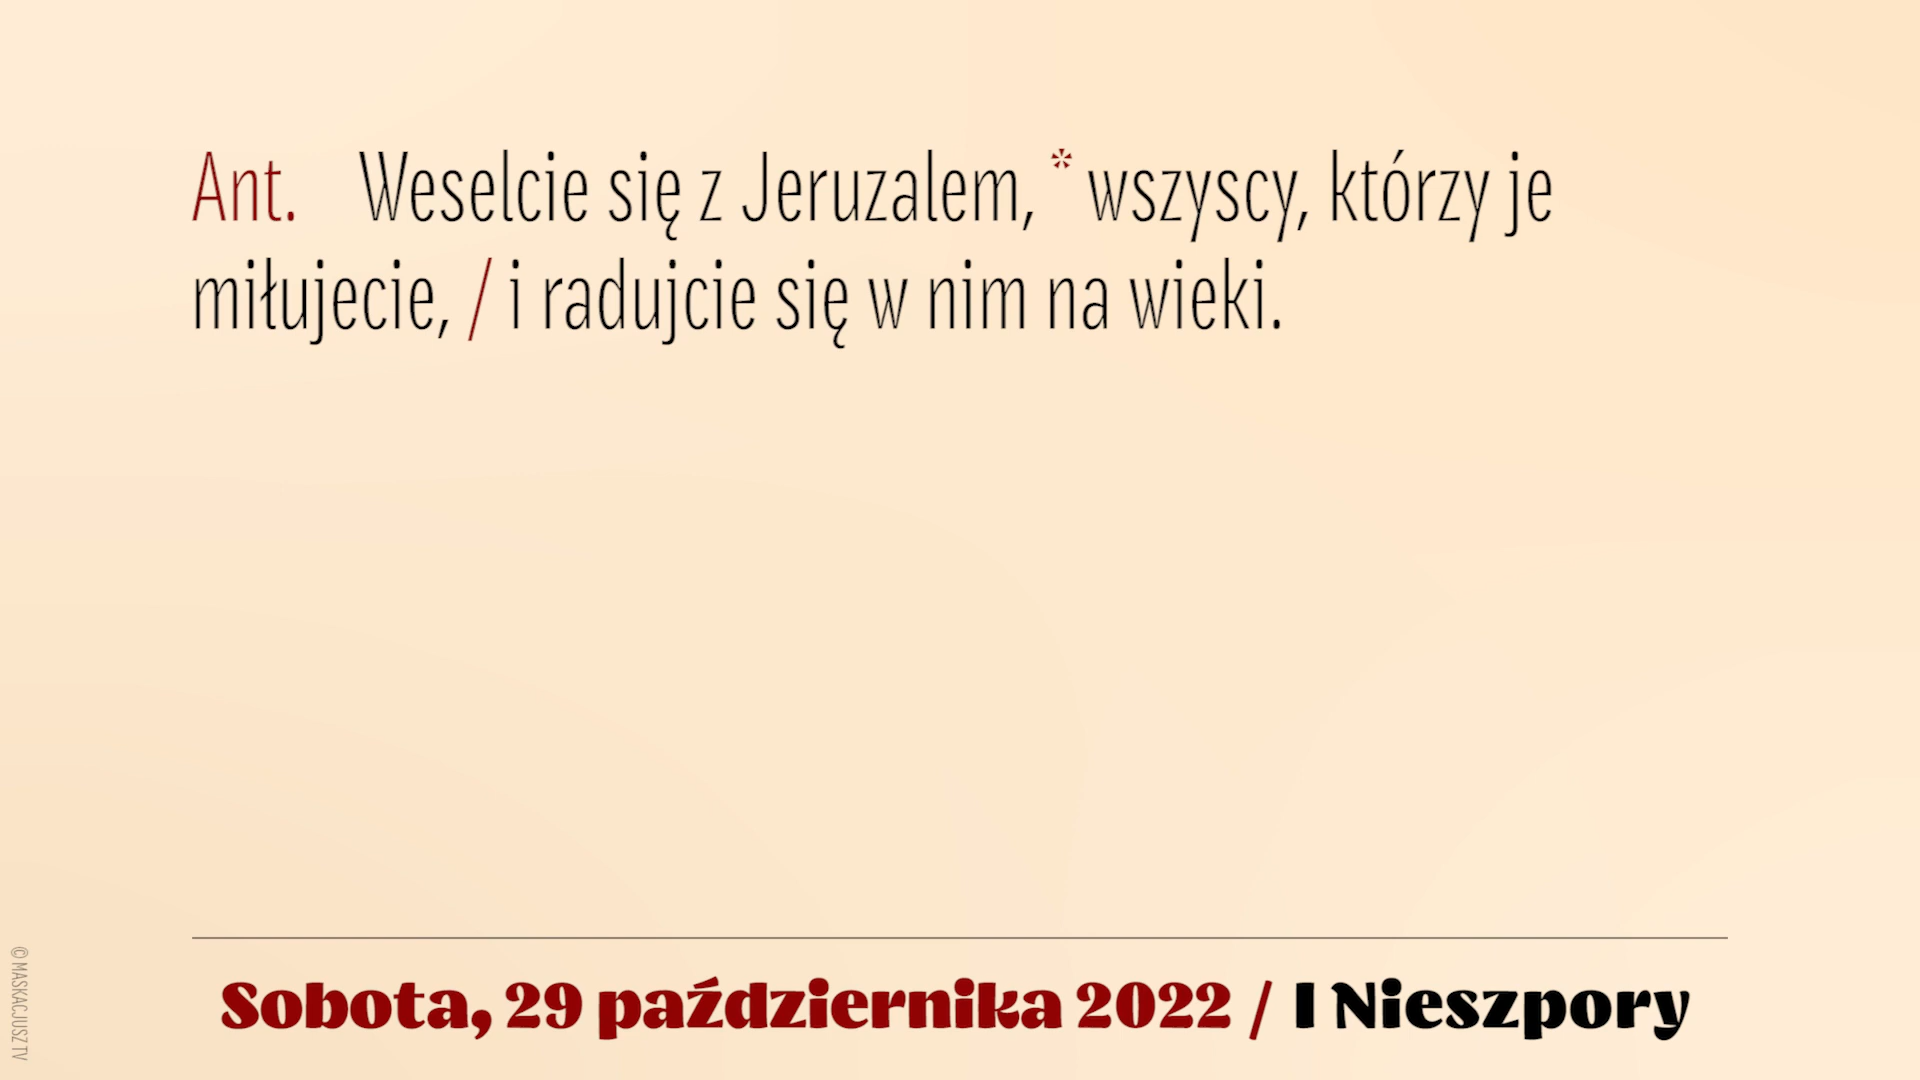 Ant. Weselcie się z Jeruzalem, * wszyscy, którzy je
miłujecie, / i radujcie się w nim na wieki.
Sobota, 29 października 2022 / I Nieszpory
© MASKACJUSZ TV